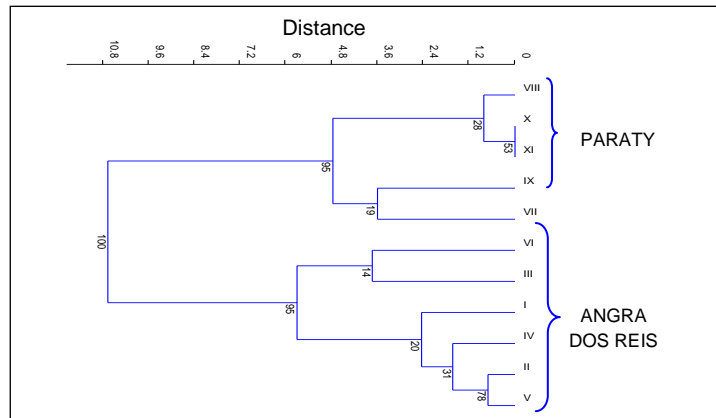 Distance
10.8
9.6
8.4
7.2
6
4.8
3.6
2.4
1.2
0
VIII
X
XI
IX
VII
VI
III
I
IV
II
V
28
53
95
19
100
14
95
20
31
78
PARATY
ANGRA
DOS REIS